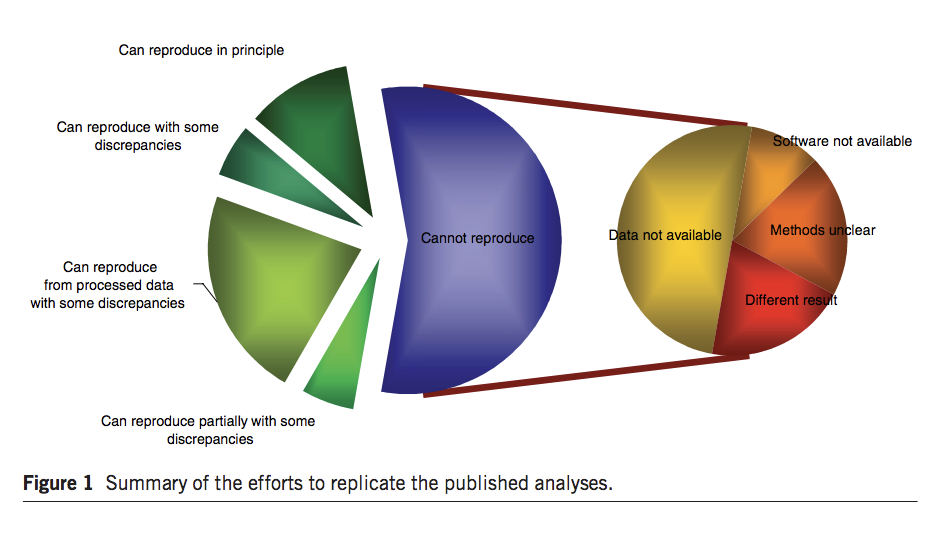 Can reproduce in principle
Can reproduce with some
discrepancies
Can reproduce
from processed data
with some discrepancies
Can reproduce partially with some
discrepancies
Cannot reproduce
Software not available
Data not available
Methods unclear
Different result
Figure 1 Summary of the efforts to replicate the published analyses.